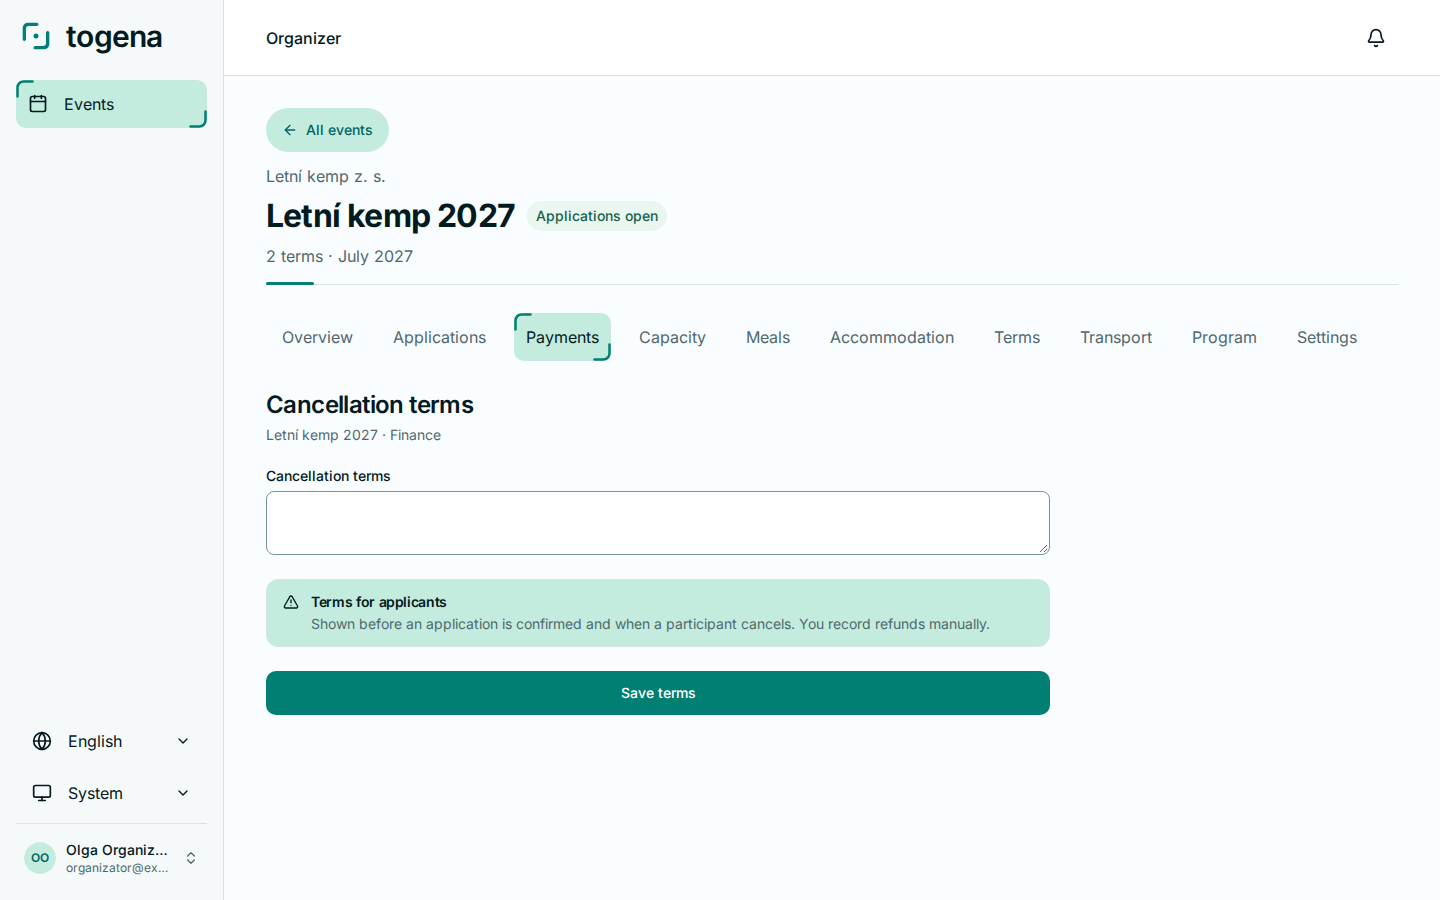 togena
Organizer
Events
All events
Letní kemp z. s.
Letní kemp 2027
Applications open
2 terms · July 2027
Overview
Applications
Payments
Capacity
Meals
Accommodation
Terms
Transport
Program
Settings
Cancellation terms
Letní kemp 2027 · Finance
Cancellation terms
Terms for applicants
Shown before an application is confirmed and when a participant cancels. You record refunds manually.
Save terms
English
System
OO
Olga Organiz...
organizator@ex...